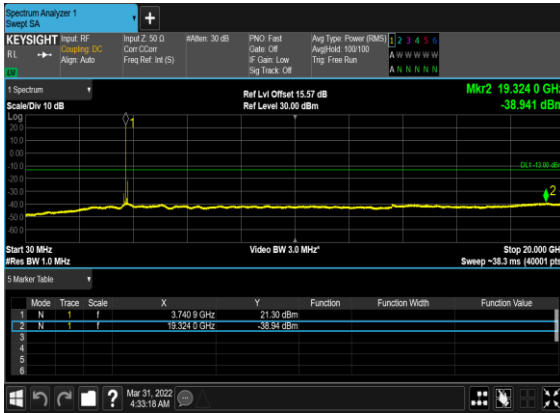 Spectrum Analyzer 1
Swept SA
+
KEYSIGHT Input: RF Input Z: 50 Ω #Atten: 30 dB PNO: Fast Avg Type: Power (RMS) 1 2 3 4 5 6
RL Coupling: DC Corr CCorr Gate: Off Avg|Hold: 100/100 A W W W W W
Align: Auto Freq Ref: Int (S) IF Gain: Low Trig: Free Run
Sig Track: Off A N N N N N
1 Spectrum Ref Lvl Offset 15.57 dB Mkr2 19.324 0 GHz
Scale/Div 10 dB Ref Level 30.00 dBm -38.941 dBm
Log
20.0
10.0
0.00
-10.0
-20.0
-30.0
-40.0
-50.0
-60.0
1
DL1 -13.00 dBm
2
Start 30 MHz Video BW 3.0 MHz* Stop 20.000 GHz
#Res BW 1.0 MHz Sweep ~38.3 ms (40001 pts)
5 Marker Table
Mode Trace Scale X Y Function Function Width Function Value
1 N 1 f 3.740 9 GHz 21.30 dBm
2 N 1 f 19.324 0 GHz -38.94 dBm
3
4
5
6
? Mar 31, 2022
4:33:18 AM